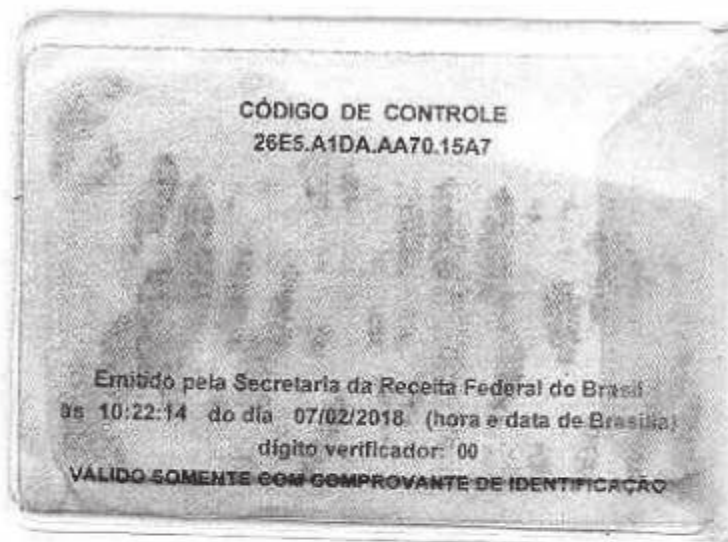 CÓDIGO DE CONTROLE
26E5.A1DA.AA70.15A7
Emitido pela Secretaria da Receita Federal do Brasil
às 10:22:14 do dia 07/02/2018 (hora e data de Brasília)
dígito verificador: 00
VÁLIDO SOMENTE COM COMPROVANTE DE IDENTIFICAÇÃO